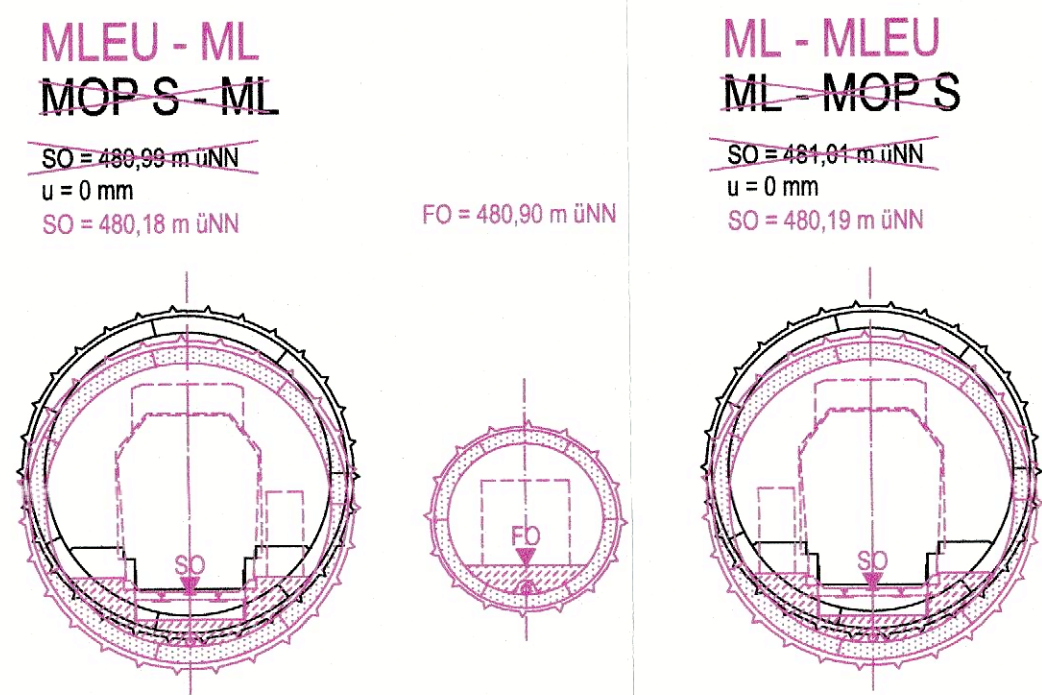 MLEU - ML
MOP S - ML
SO = 480,99 m üNN
u = 0 mm
SO = 480,18 m üNN
FO = 480,90 m üNN
ML - MLEU
ML - MOP S
SO = 481,01 m üNN
u = 0 mm
SO = 480,19 m üNN
SO
FO
SO